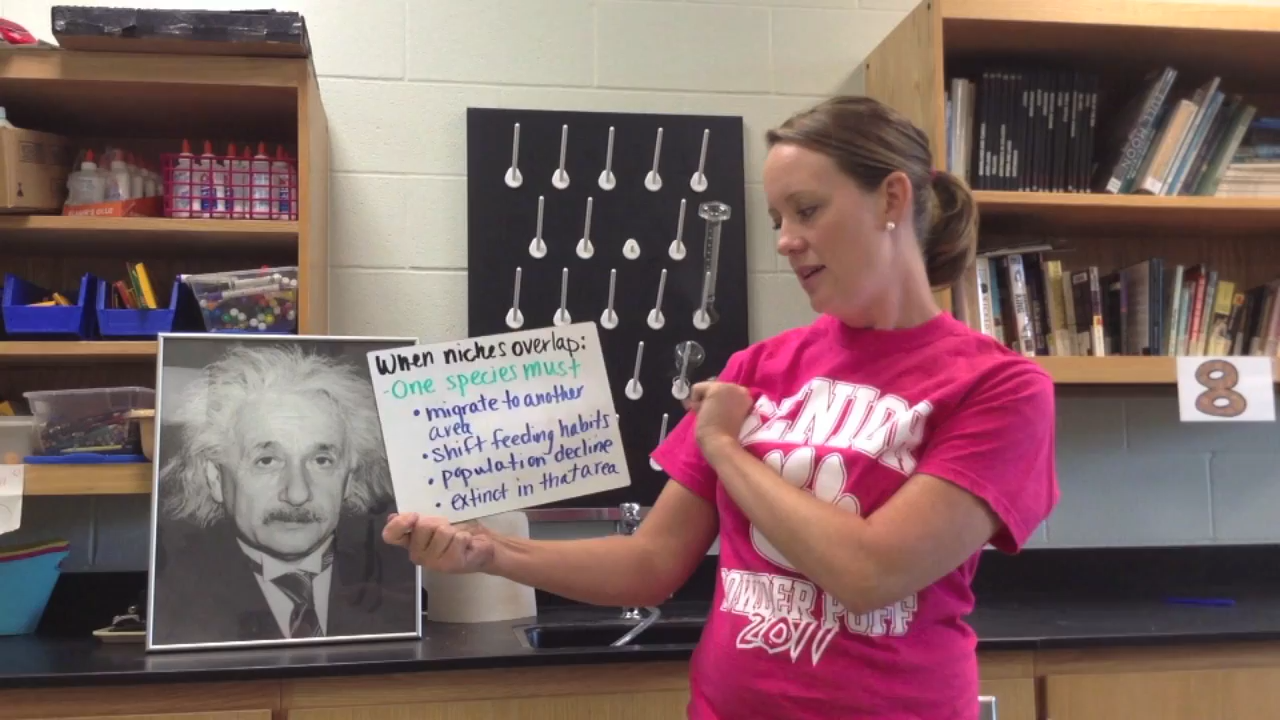 When niches overlap:
-One species must
• migrate to another
area
• shift feeding habits
• population decline
• extinct in that area
SENIOR
POWDER PUFF
2011
8